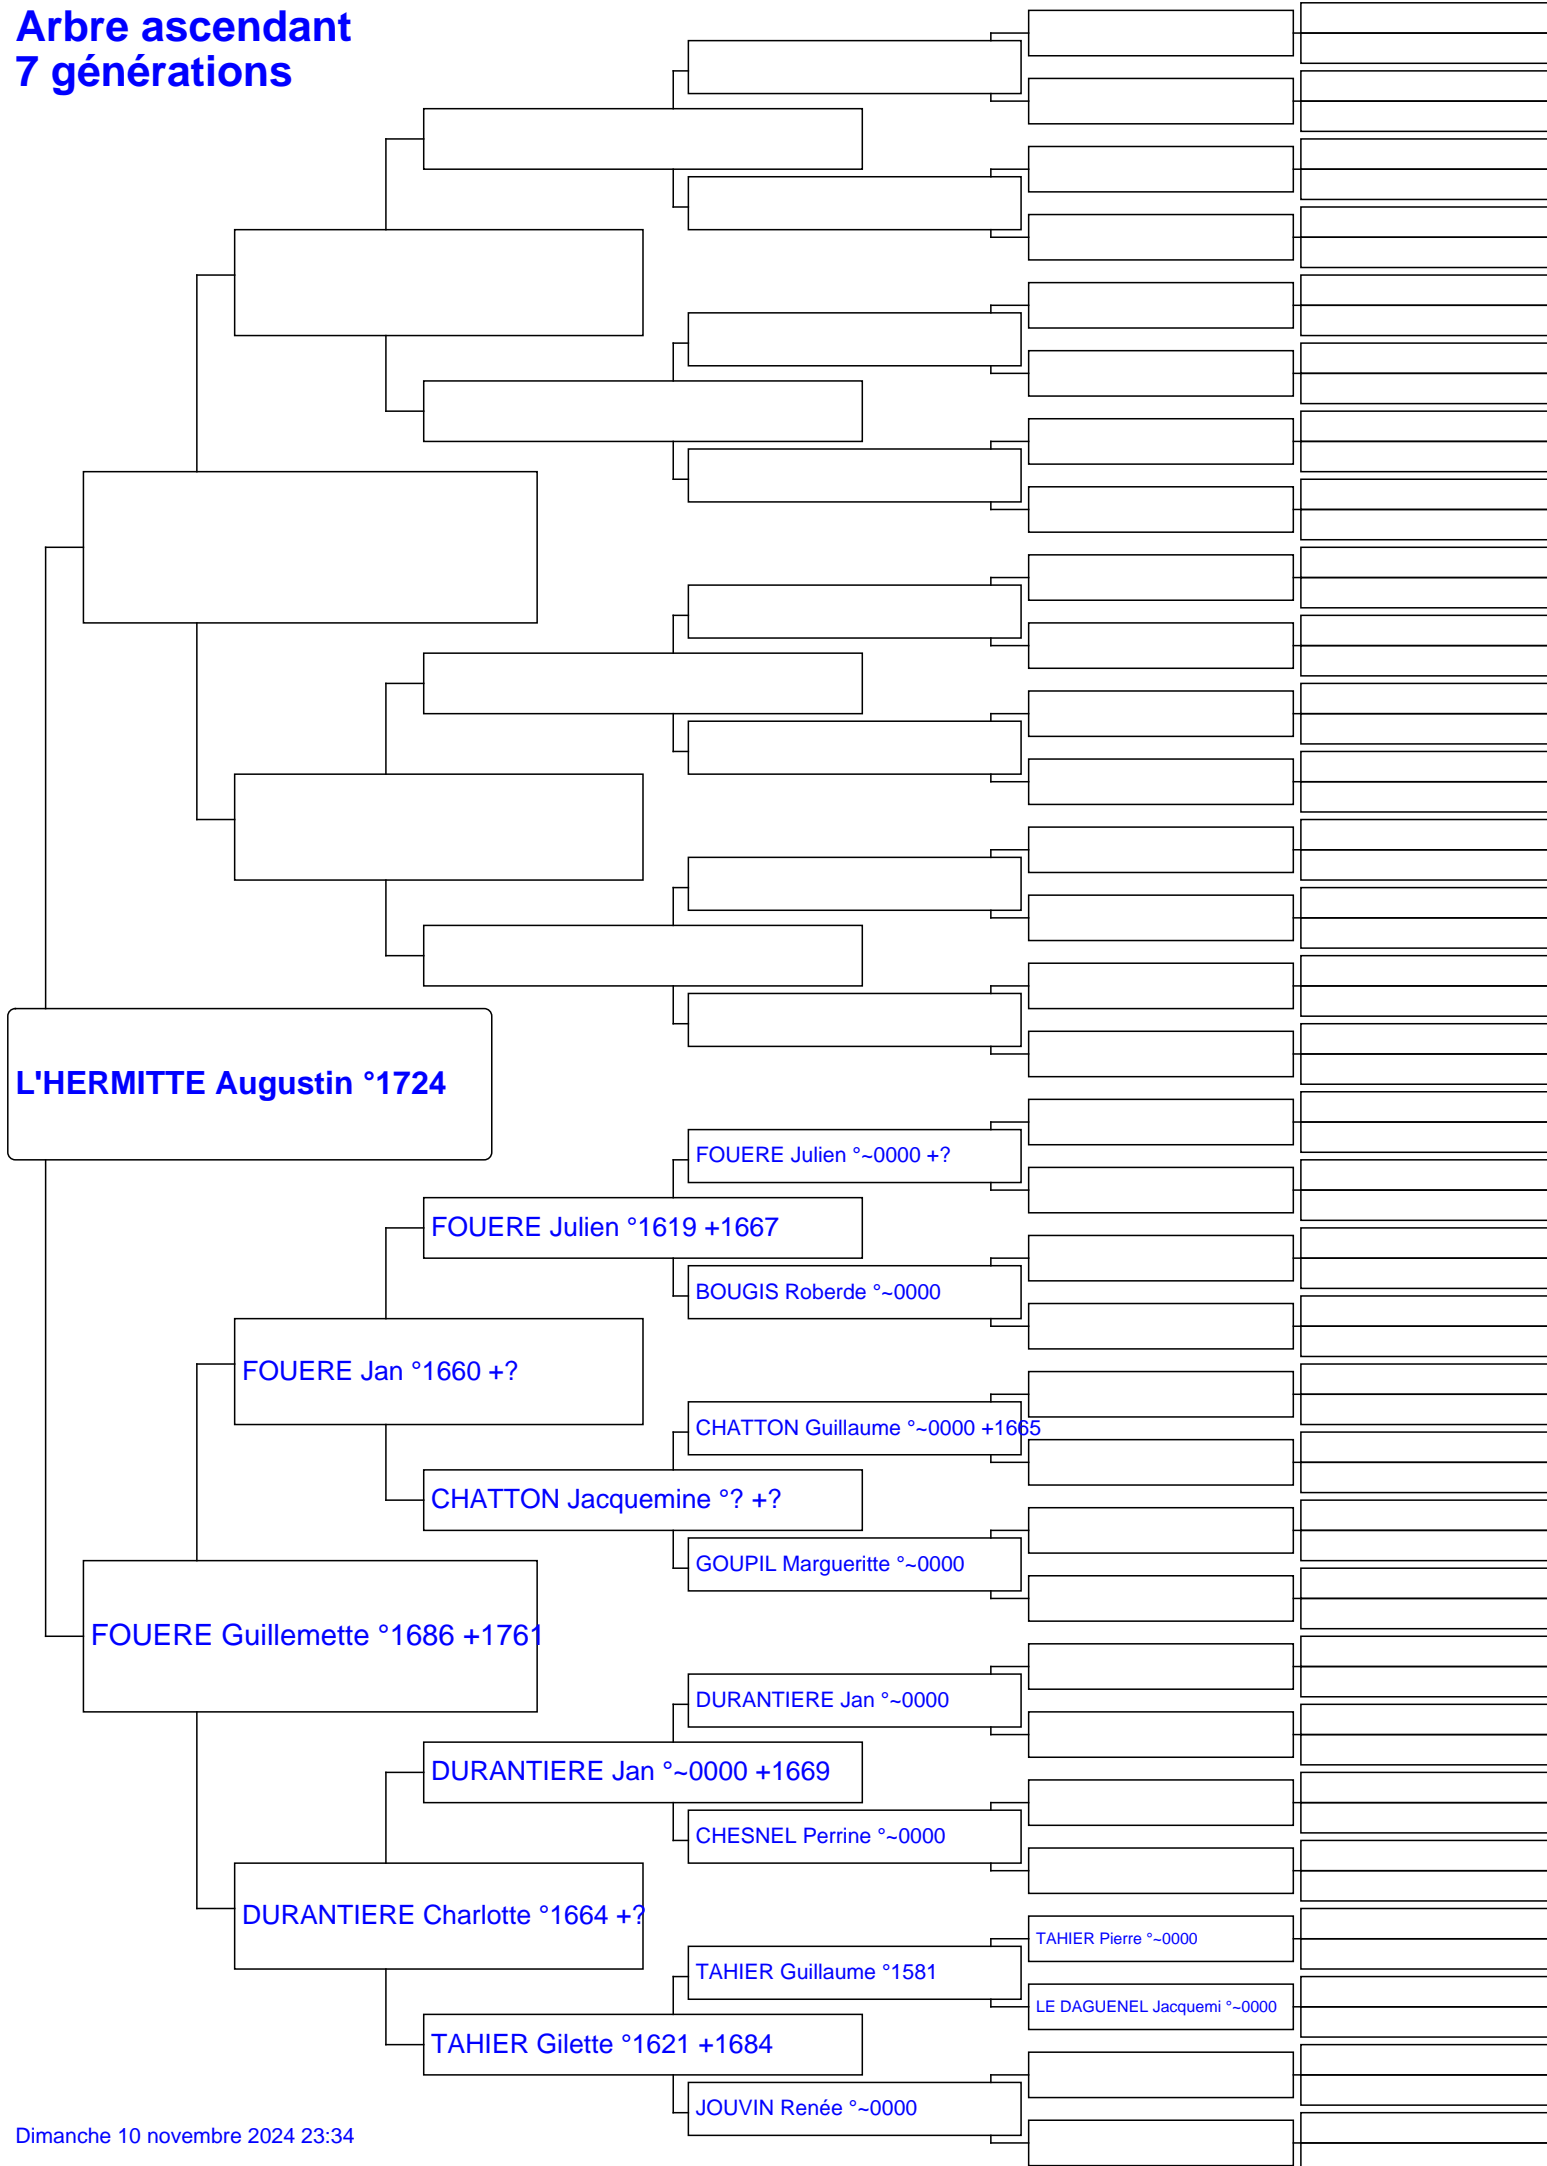 Arbre ascendant
7 générations
L'HERMITTE Augustin °1724
FOUERE Julien °~0000 +?
FOUERE Julien °1619 +1667
BOUGIS Roberde °~0000
FOUERE Jan °1660 +?
CHATTON Guillaume °~0000 +1665
CHATTON Jacquemine °? +?
GOUPIL Margueritte °~0000
FOUERE Guillemette °1686 +1761
DURANTIERE Jan °~0000
DURANTIERE Jan °~0000 +1669
CHESNEL Perrine °~0000
DURANTIERE Charlotte °1664 +?
TAHIER Pierre °~0000
TAHIER Guillaume °1581
LE DAGUENEL Jacquemi °~0000
TAHIER Gilette °1621 +1684
JOUVIN Renée °~0000
Dimanche 10 novembre 2024 23:34